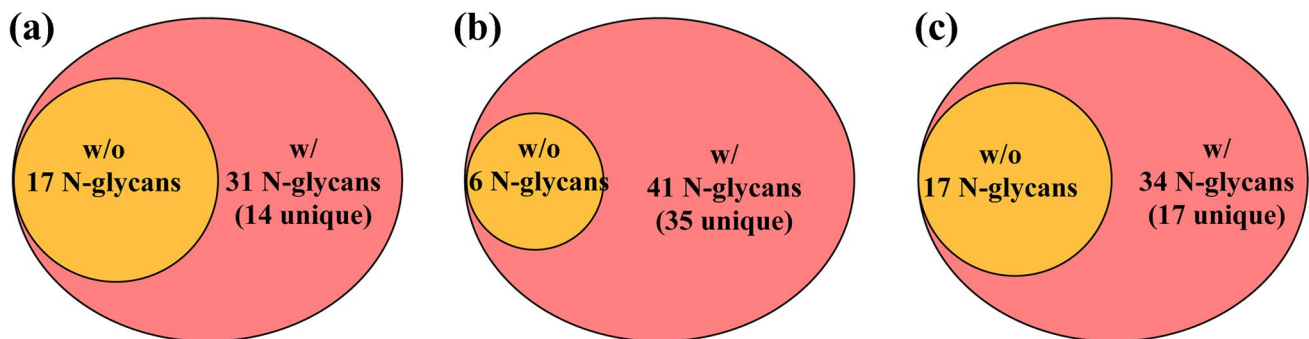 (a)
w/o
17 N-glycans
w/
31 N-glycans
(14 unique)
(b)
w/o
6 N-glycans
w/
41 N-glycans
(35 unique)
(c)
w/o
17 N-glycans
w/
34 N-glycans
(17 unique)